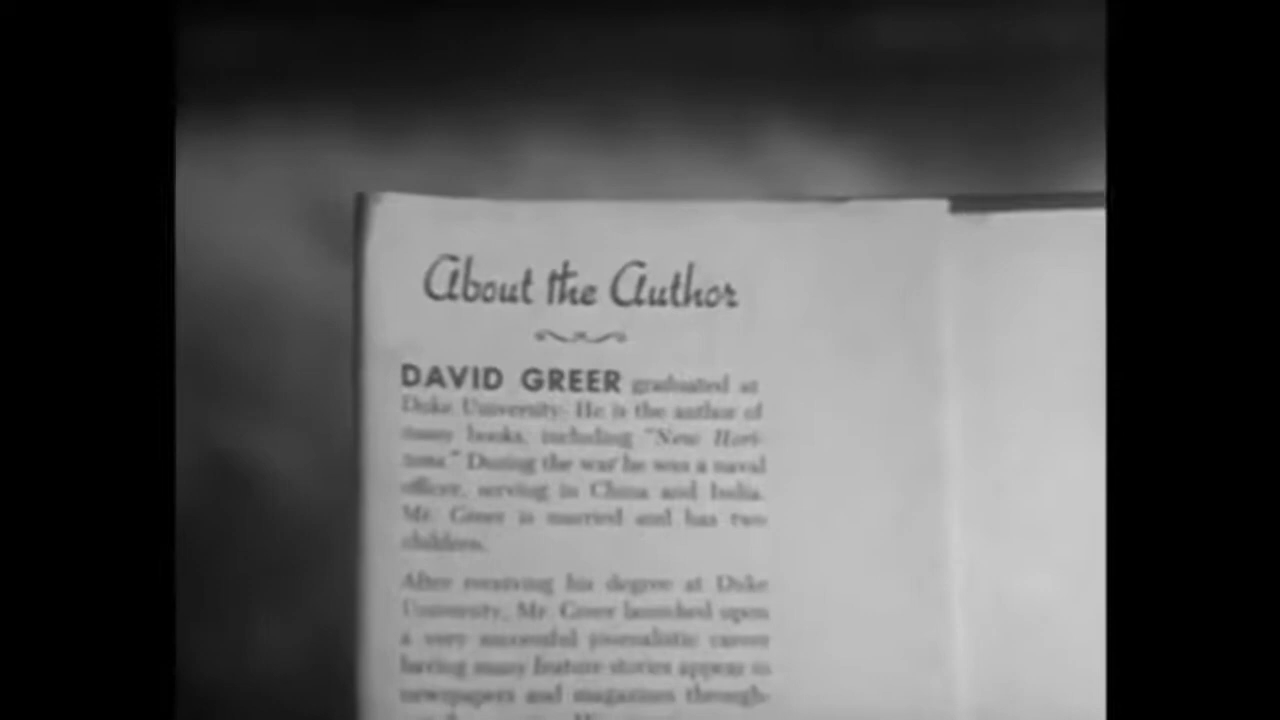 About the Author
DAVID GREER graduated at
Duke University. He is the author of
many books, including "New Hori-
zons." During the war he was a naval
officer, serving in China and India.
Mr. Greer is married and has two
children.
After receiving his degree at Duke
University, Mr. Greer launched upon
a very successful journalistic career
having many feature stories appear in
newspapers and magazines through-